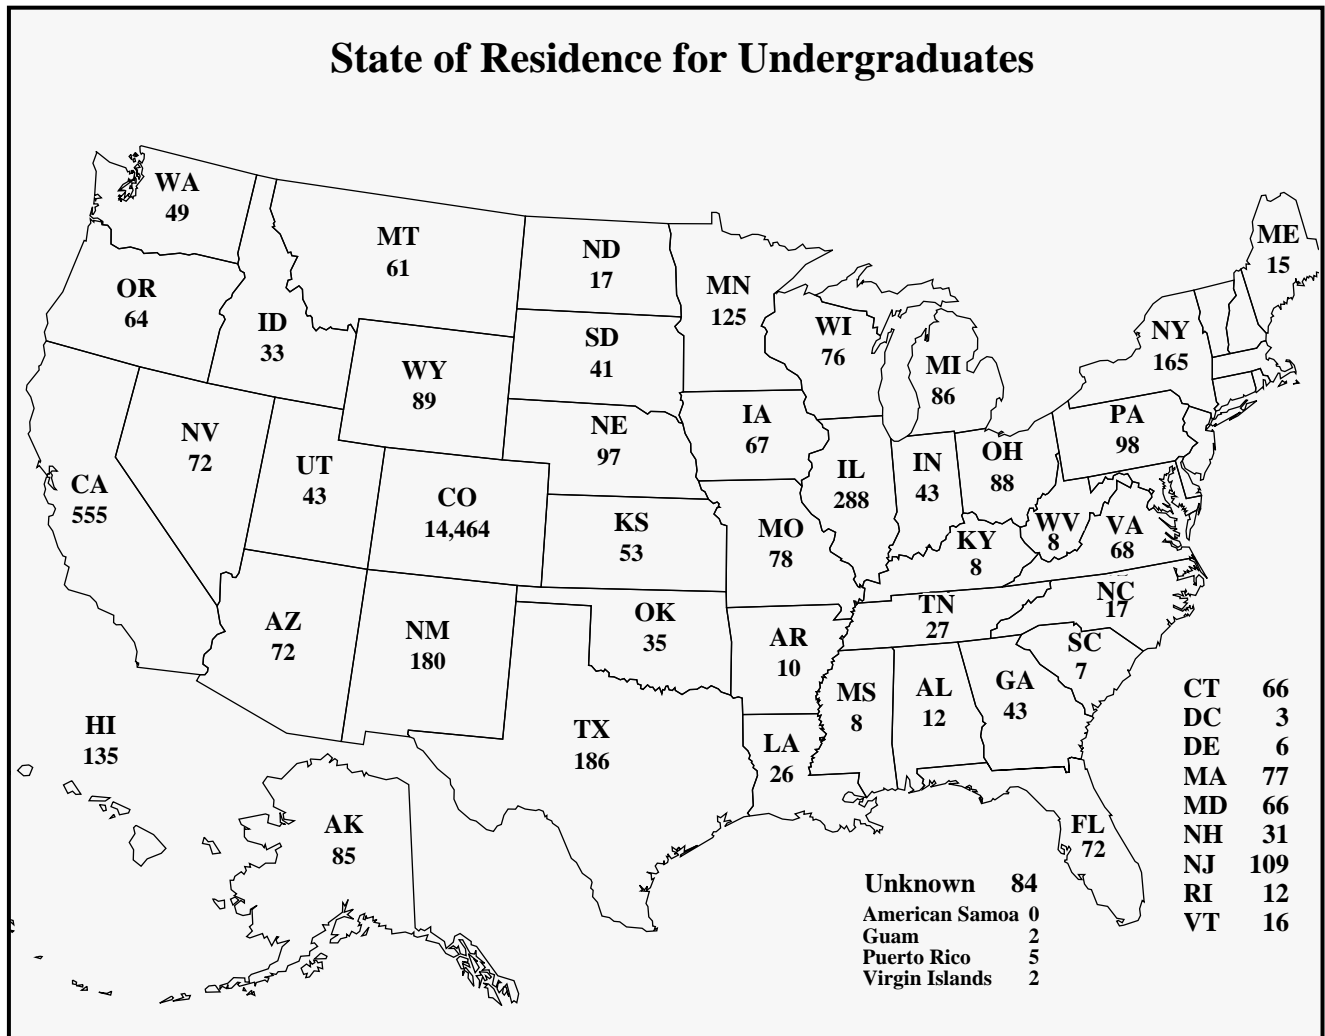 State of Residence for Undergraduates
WA
49
MT
61
ND
17
MN
125
ME
15
OR
64
ID
33
SD
41
WI
76
MI
86
NY
165
WY
89
NV
72
UT
43
CO
14,464
NE
97
IA
67
IL
288
IN
43
OH
88
PA
98
CA
555
KS
53
MO
78
KY
8
WV
8
VA
68
AZ
72
NM
180
OK
35
AR
10
TN
27
NC
17
SC
7
MS
8
AL
12
GA
43
HI
135
TX
186
LA
26
AK
85
FL
72
CT 66
DC 3
DE 6
MA 77
MD 66
NH 31
NJ 109
RI 12
VT 16
Unknown 84
American Samoa 0
Guam 2
Puerto Rico 5
Virgin Islands 2